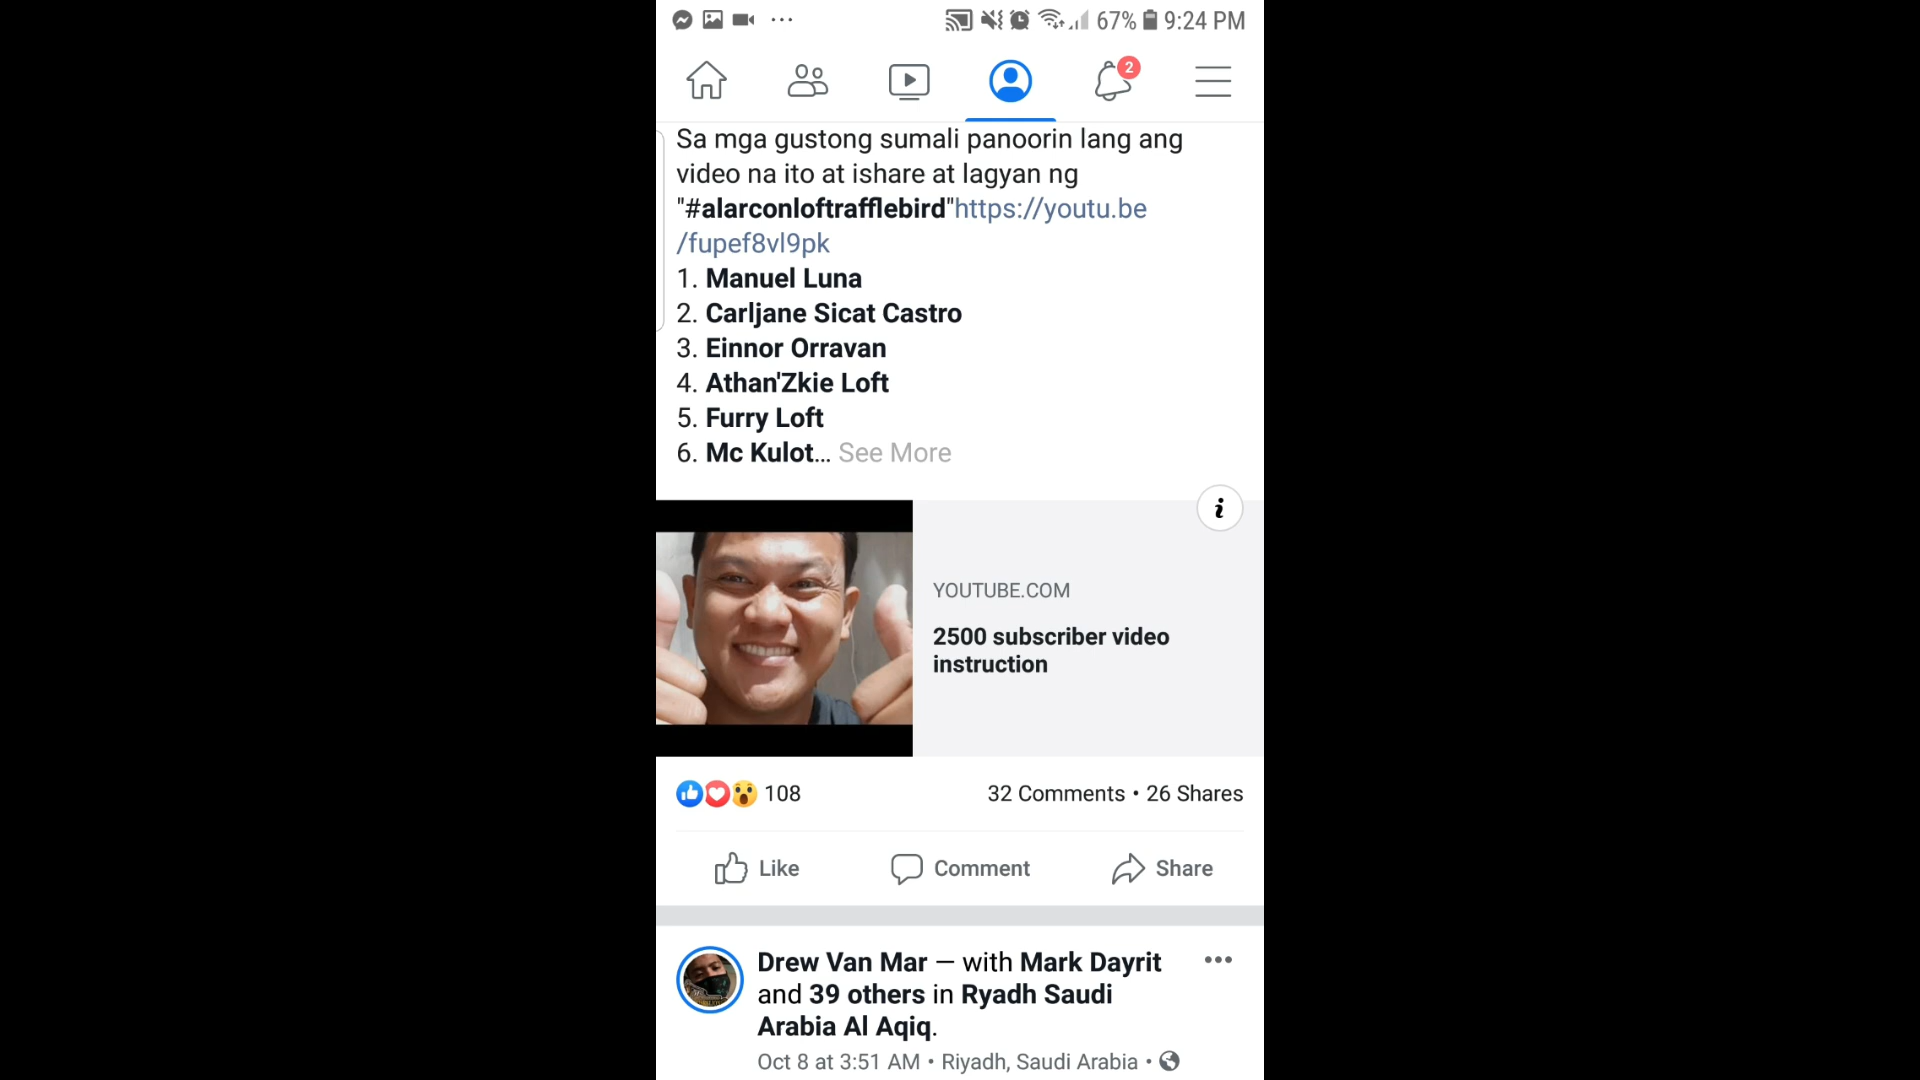 67% 9:24 PM
2
Sa mga gustong sumali panoorin lang ang
video na ito at ishare at lagyan ng
"#alarconloftrafflebird"https://youtu.be
/fupef8vl9pk
1. Manuel Luna
2. Carljane Sicat Castro
3. Einnor Orravan
4. Athan'Zkie Loft
5. Furry Loft
6. Mc Kulot... See More
i
YOUTUBE.COM
2500 subscriber video
instruction
108
32 Comments • 26 Shares
Like
Comment
Share
Drew Van Mar — with Mark Dayrit
and 39 others in Ryadh Saudi
Arabia Al Aqiq.
Oct 8 at 3:51 AM • Riyadh, Saudi Arabia •